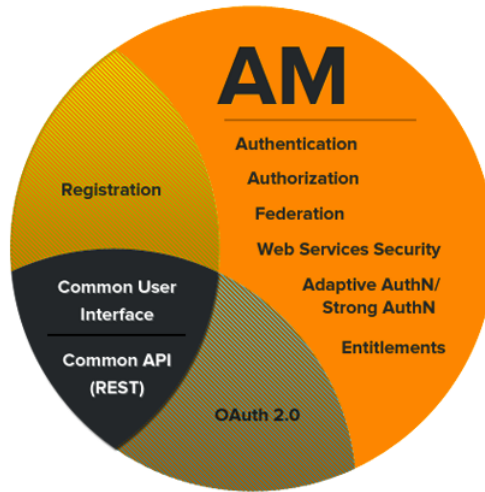 AM
Authentication
Authorization
Federation
Web Services Security
Adaptive AuthN/
Strong AuthN
Entitlements
Registration
Common User
Interface
Common API
(REST)
OAuth 2.0